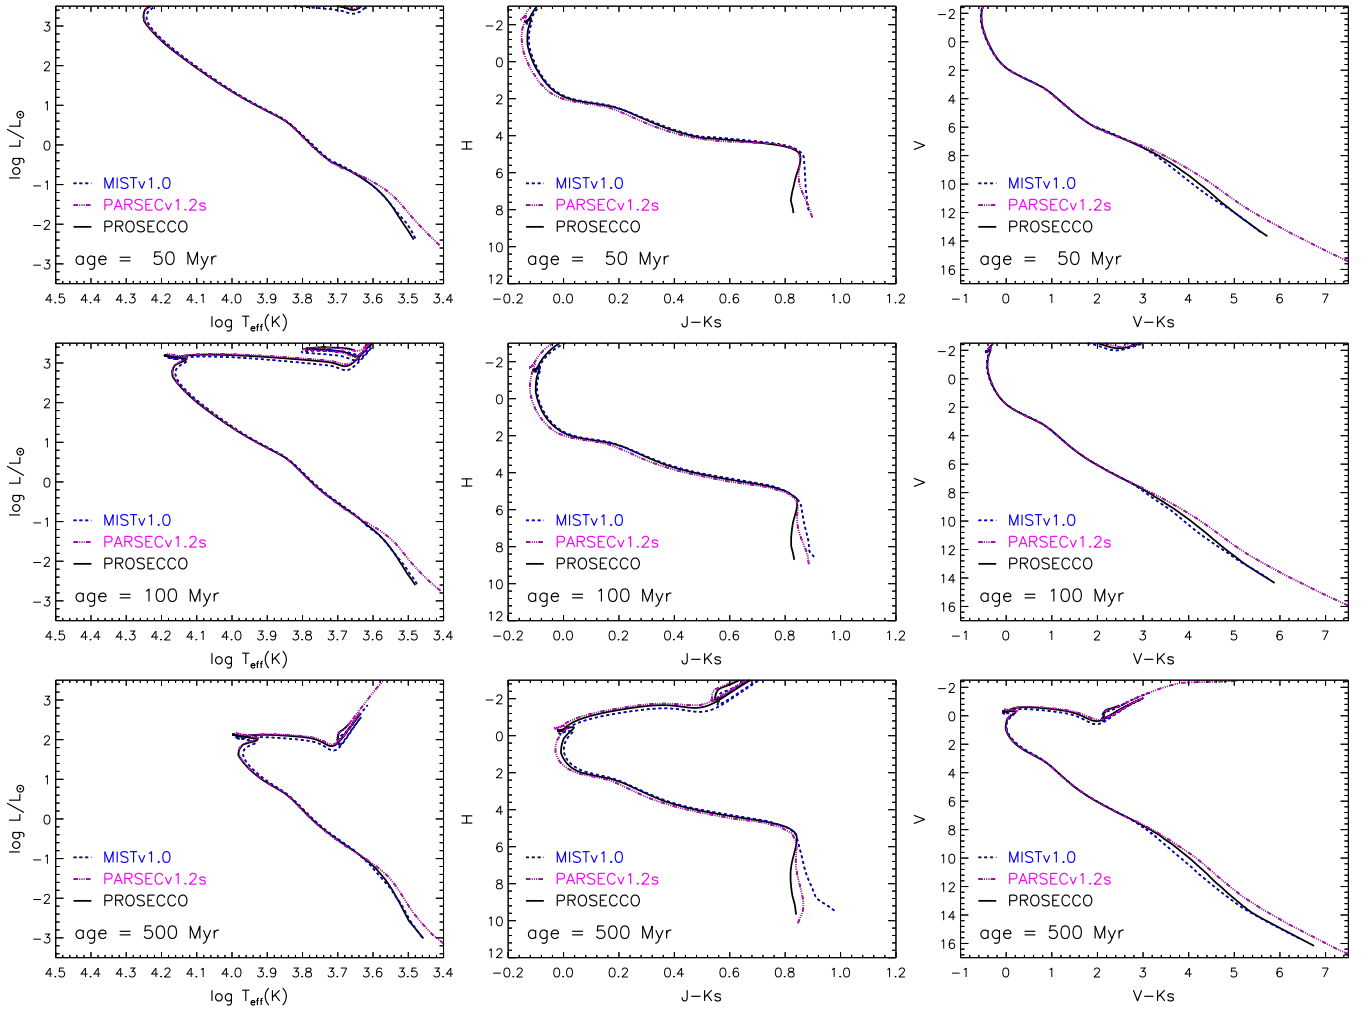 3
2
1
0
−1
−2
−3
log L/L⊙
MISTv1.0
PARSECv1.2s
PROSECCO
age = 50 Myr
4.5 4.4 4.3 4.2 4.1 4.0 3.9 3.8 3.7 3.6 3.5 3.4
log Teff(K)
−2
0
2
4
6
8
10
12
H
MISTv1.0
PARSECv1.2s
PROSECCO
age = 50 Myr
−0.2 0.0 0.2 0.4 0.6 0.8 1.0 1.2
J−Ks
−2
0
2
4
6
8
10
12
14
16
V
MISTv1.0
PARSECv1.2s
PROSECCO
age = 50 Myr
−1 0 1 2 3 4 5 6 7
V−Ks
3
2
1
0
−1
−2
−3
log L/L⊙
MISTv1.0
PARSECv1.2s
PROSECCO
age = 100 Myr
4.5 4.4 4.3 4.2 4.1 4.0 3.9 3.8 3.7 3.6 3.5 3.4
log Teff(K)
−2
0
2
4
6
8
10
12
H
MISTv1.0
PARSECv1.2s
PROSECCO
age = 100 Myr
−0.2 0.0 0.2 0.4 0.6 0.8 1.0 1.2
J−Ks
−2
0
2
4
6
8
10
12
14
16
V
MISTv1.0
PARSECv1.2s
PROSECCO
age = 100 Myr
−1 0 1 2 3 4 5 6 7
V−Ks
3
2
1
0
−1
−2
−3
log L/L⊙
MISTv1.0
PARSECv1.2s
PROSECCO
age = 500 Myr
4.5 4.4 4.3 4.2 4.1 4.0 3.9 3.8 3.7 3.6 3.5 3.4
log Teff(K)
−2
0
2
4
6
8
10
12
H
MISTv1.0
PARSECv1.2s
PROSECCO
age = 500 Myr
−0.2 0.0 0.2 0.4 0.6 0.8 1.0 1.2
J−Ks
−2
0
2
4
6
8
10
12
14
16
V
MISTv1.0
PARSECv1.2s
PROSECCO
age = 500 Myr
−1 0 1 2 3 4 5 6 7
V−Ks